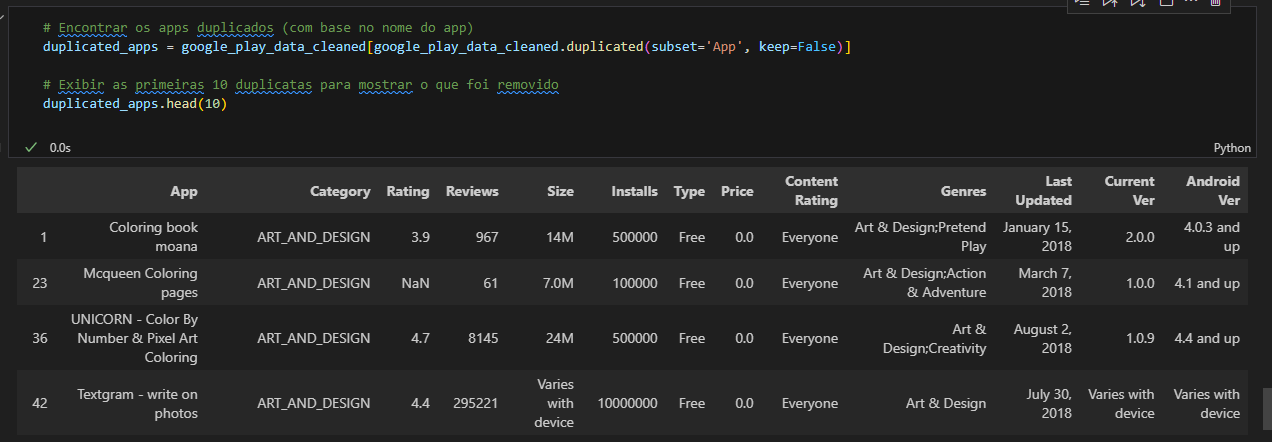 # Encontrar os apps duplicados (com base no nome do app)
duplicated_apps = google_play_data_cleaned[google_play_data_cleaned.duplicated(subset='App', keep=False)]
# Exibir as primeiras 10 duplicatas para mostrar o que foi removido
duplicated_apps.head(10)
0.0s
Python
App Category Rating Reviews Size Installs Type Price Content Rating Genres Last Updated Current Ver Android Ver
1 Coloring book moana ART_AND_DESIGN 3.9 967 14M 500000 Free 0.0 Everyone Art & Design;Pretend Play January 15, 2018 2.0.0 4.0.3 and up
23 Mcqueen Coloring pages ART_AND_DESIGN NaN 61 7.0M 100000 Free 0.0 Everyone Art & Design;Action & Adventure March 7, 2018 1.0.0 4.1 and up
36 UNICORN - Color By Number & Pixel Art Coloring ART_AND_DESIGN 4.7 8145 24M 500000 Free 0.0 Everyone Art & Design;Creativity August 2, 2018 1.0.9 4.4 and up
42 Textgram - write on photos ART_AND_DESIGN 4.4 295221 Varies with device 10000000 Free 0.0 Everyone Art & Design July 30, 2018 Varies with device Varies with device